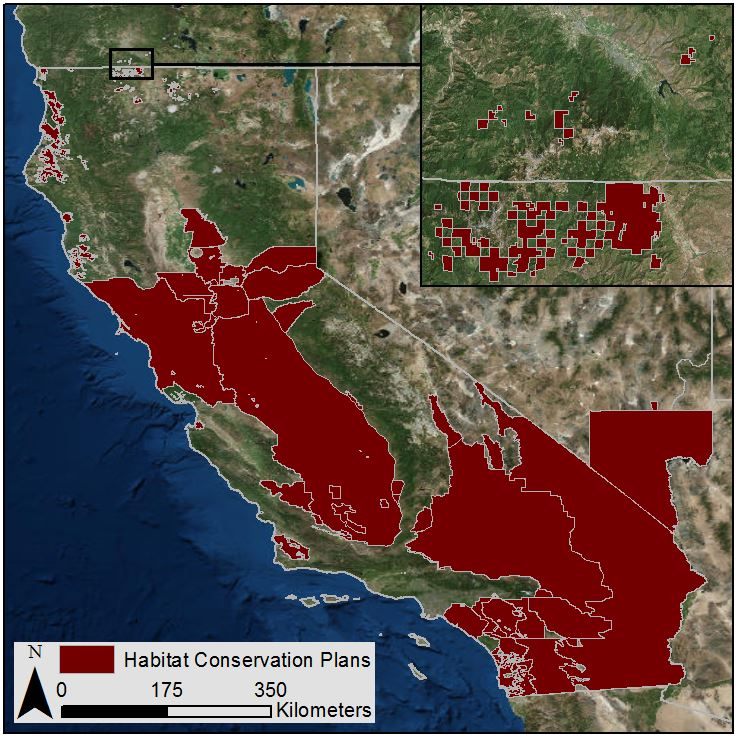 N
Habitat Conservation Plans
0 175 350
Kilometers